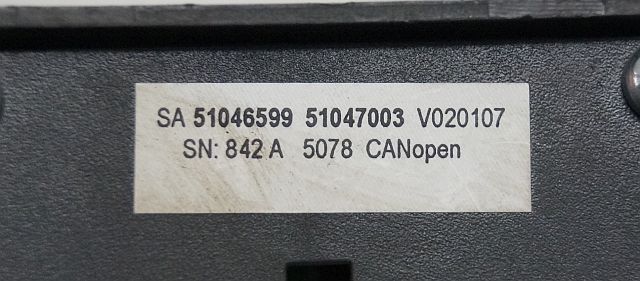 SA 51046599 51047003 V020107
SN: 842 A 5078 CANopen